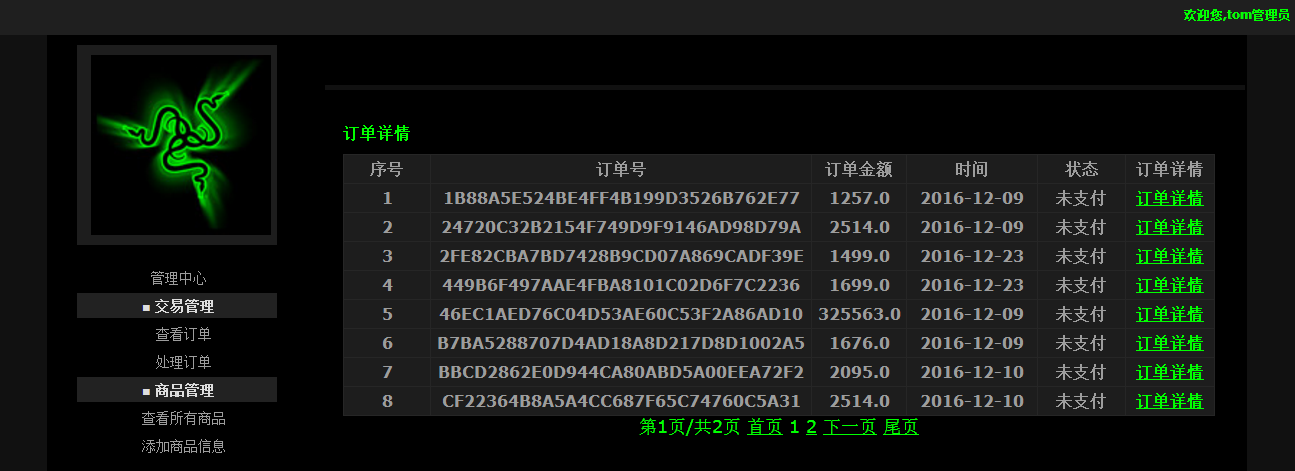 欢迎您,tom管理员
管理中心
■ 交易管理
查看订单
处理订单
■ 商品管理
查看所有商品
添加商品信息
订单详情
序号 订单号 订单金额 时间 状态 订单详情
1 1B88A5E524BE4FF4B199D3526B762E77 1257.0 2016-12-09 未支付 订单详情
2 24720C32B2154F749D9F9146AD98D79A 2514.0 2016-12-09 未支付 订单详情
3 2FE82CBA7BD7428B9CD07A869CADF39E 1499.0 2016-12-23 未支付 订单详情
4 449B6F497AAE4FBA8101C02D6F7C2236 1699.0 2016-12-23 未支付 订单详情
5 46EC1AED76C04D53AE60C53F2A86AD10 325563.0 2016-12-09 未支付 订单详情
6 B7BA5288707D4AD18A8D217D8D1002A5 1676.0 2016-12-09 未支付 订单详情
7 BBCD2862E0D944CA80ABD5A00EEA72F2 2095.0 2016-12-10 未支付 订单详情
8 CF22364B8A5A4CC687F65C74760C5A31 2514.0 2016-12-10 未支付 订单详情
第1页/共2页 首页 1 2 下一页 尾页